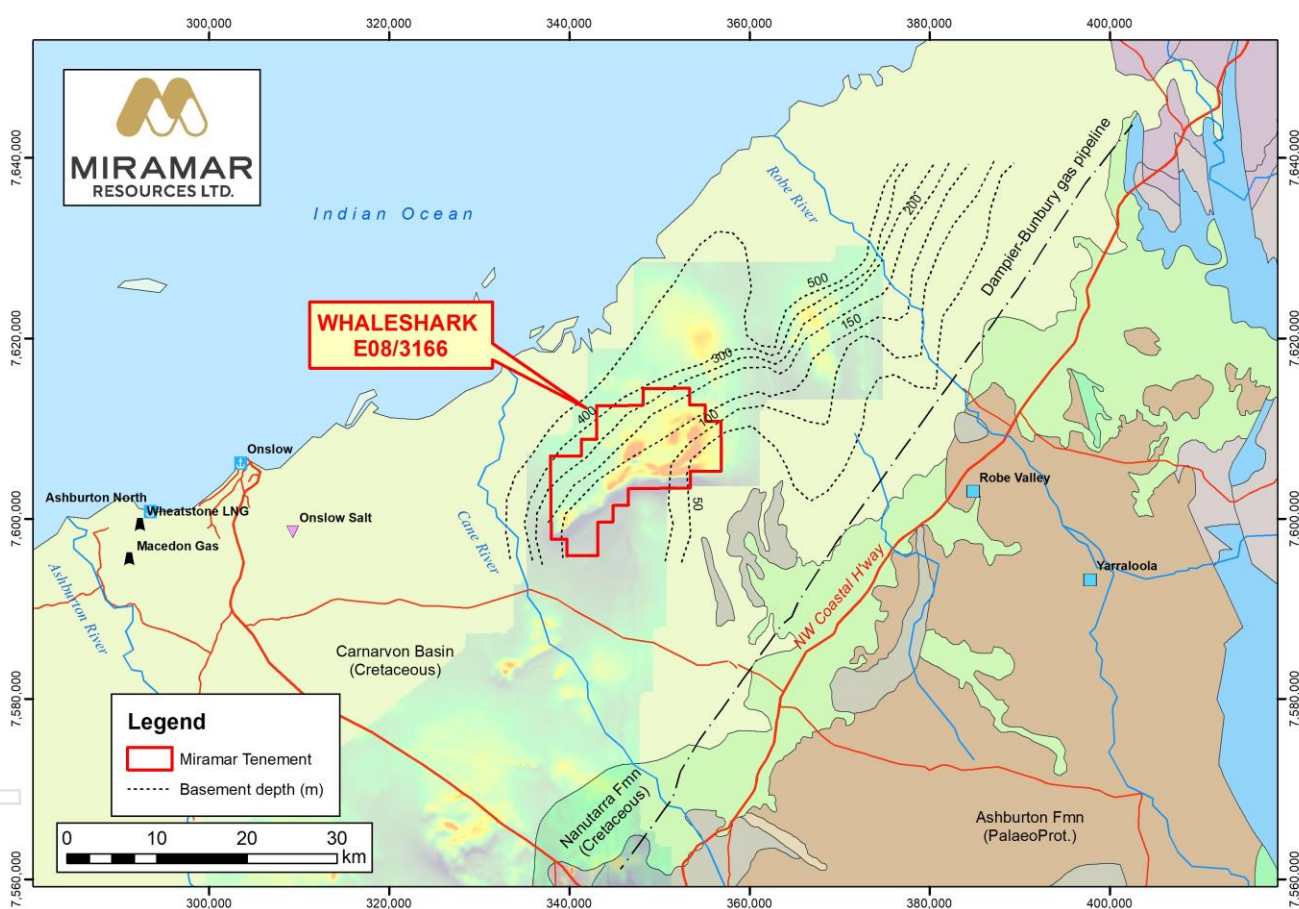 300,000
320,000
340,000
360,000
380,000
400,000
7,640,000
7,640,000
MIRAMAR
RESOURCES LTD.
Indian Ocean
Robe River
Dampier-Bunbury gas pipeline
200
500
150
300
400
100
50
7,620,000
7,620,000
WHALESHARK
E08/3166
Onslow
Ashburton North
Wheatstone LNG
Onslow Salt
Macedon Gas
Ashburton River
Cane River
Robe Valley
Yarraloola
NW Coastal H'way
7,600,000
7,600,000
Carnarvon Basin
(Cretaceous)
7,580,000
7,580,000
Legend
Miramar Tenement
Basement depth (m)
0
10
20
30
km
Nanutarra Fmn
(Cretaceous)
Ashburton Fmn
(PalaeoProt.)
7,560,000
7,560,000
300,000
320,000
340,000
360,000
380,000
400,000